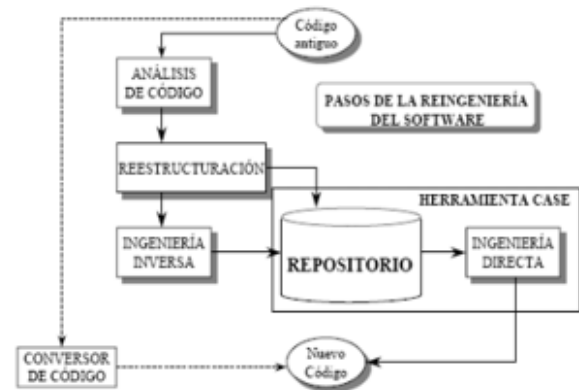 Código
antiguo
ANÁLISIS
DE CÓDIGO
PASOS DE LA REINGENIERÍA
DEL SOFTWARE
REESTRUCTURACIÓN
HERRAMIENTA CASE
INGENIERÍA
INVERSA
REPOSITORIO
INGENIERÍA
DIRECTA
CONVERSOR
DE CÓDIGO
Nuevo
Código